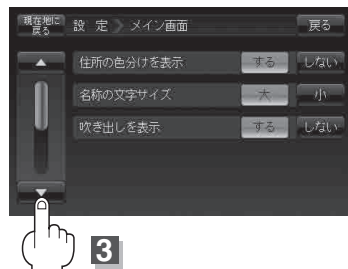 現在地に
戻る
設 定 メイン画面 戻る
住所の色分けを表示 する しない
名称の文字サイズ 大 小
吹き出しを表示 する しない
3